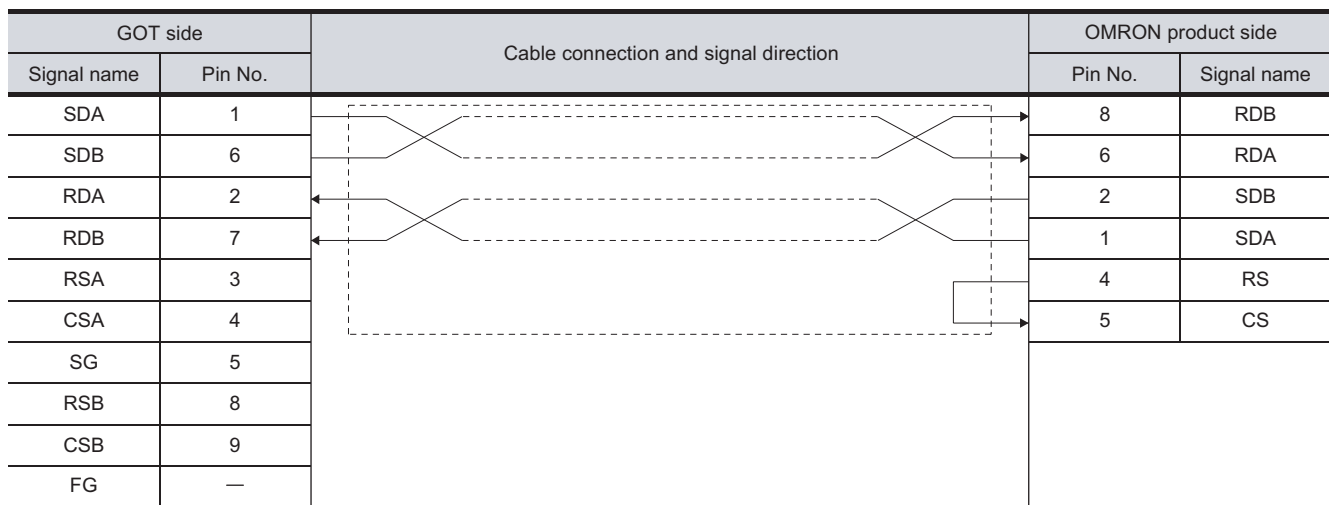 GOT side Cable connection and signal direction OMRON product side
Signal name Pin No. Pin No. Signal name
SDA 1 8 RDB
SDB 6 6 RDA
RDA 2 2 SDB
RDB 7 1 SDA
RSA 3 4 RS
CSA 4 5 CS
SG 5
RSB 8
CSB 9
FG —